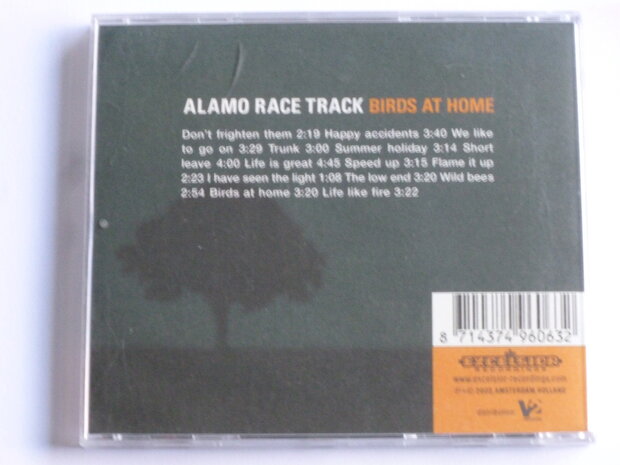 ALAMO RACE TRACK BIRDS AT HOME
Don't frighten them 2:19 Happy accidents 3:40 We like
to go on 3:29 Trunk 3:00 Summer holiday 3:14 Short
leave 4:00 Life is great 4:45 Speed up 3:15 Flame it up
2:23 I have seen the light 1:08 The low end 3:20 Wild bees
2:54 Birds at home 3:20 Life like fire 3:22
8 714374 960632
EXCELSIOR
RECORDINGS
www.excelsior-recordings.com
AMSTERDAM HOLLAND
V2